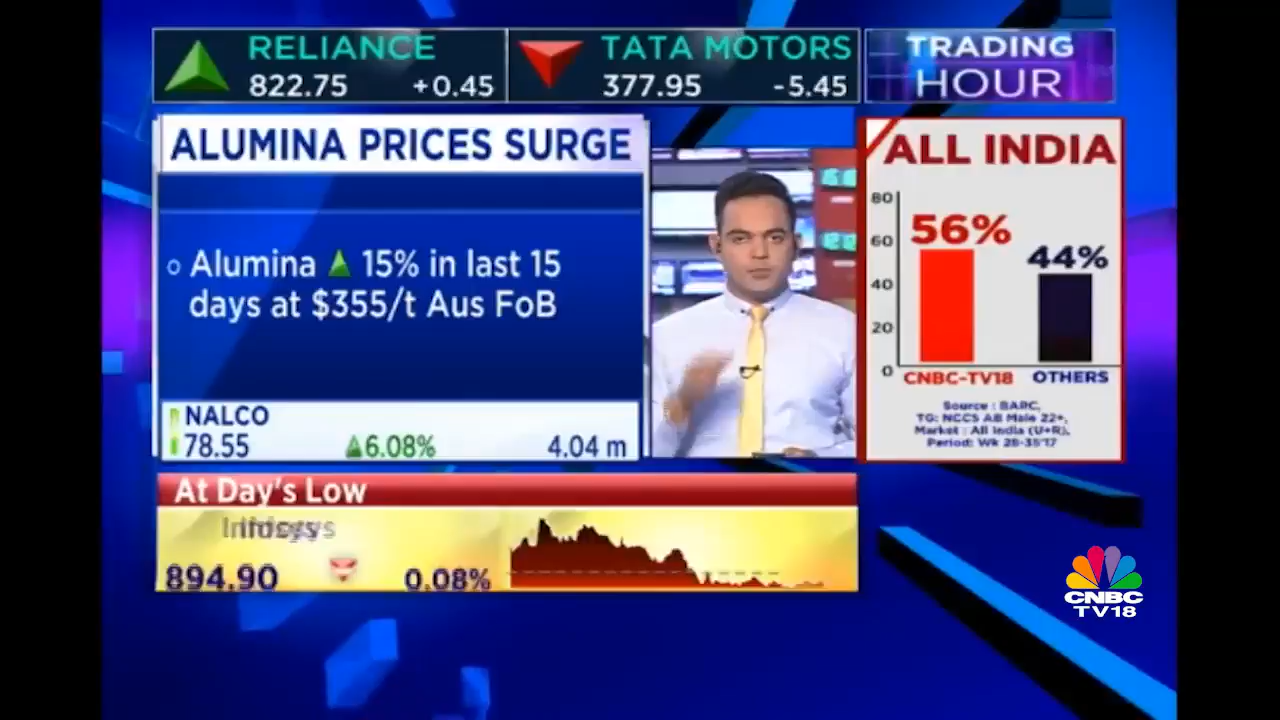 RELIANCE
822.75 +0.45
TATA MOTORS
377.95 -5.45
TRADING
HOUR
ALUMINA PRICES SURGE
Alumina ▲ 15% in last 15
days at $355/t Aus FoB
NALCO
78.55 ▲6.08% 4.04 m
ALL INDIA
80
60
40
20
0
56%
44%
CNBC-TV18 OTHERS
Source : BARC,
TG: NCCS AB Male 22+,
Market : All India (U+R),
Period: Wk 26-35'17
At Day's Low
Infosys
894.90 0.08%
CNBC
TV18